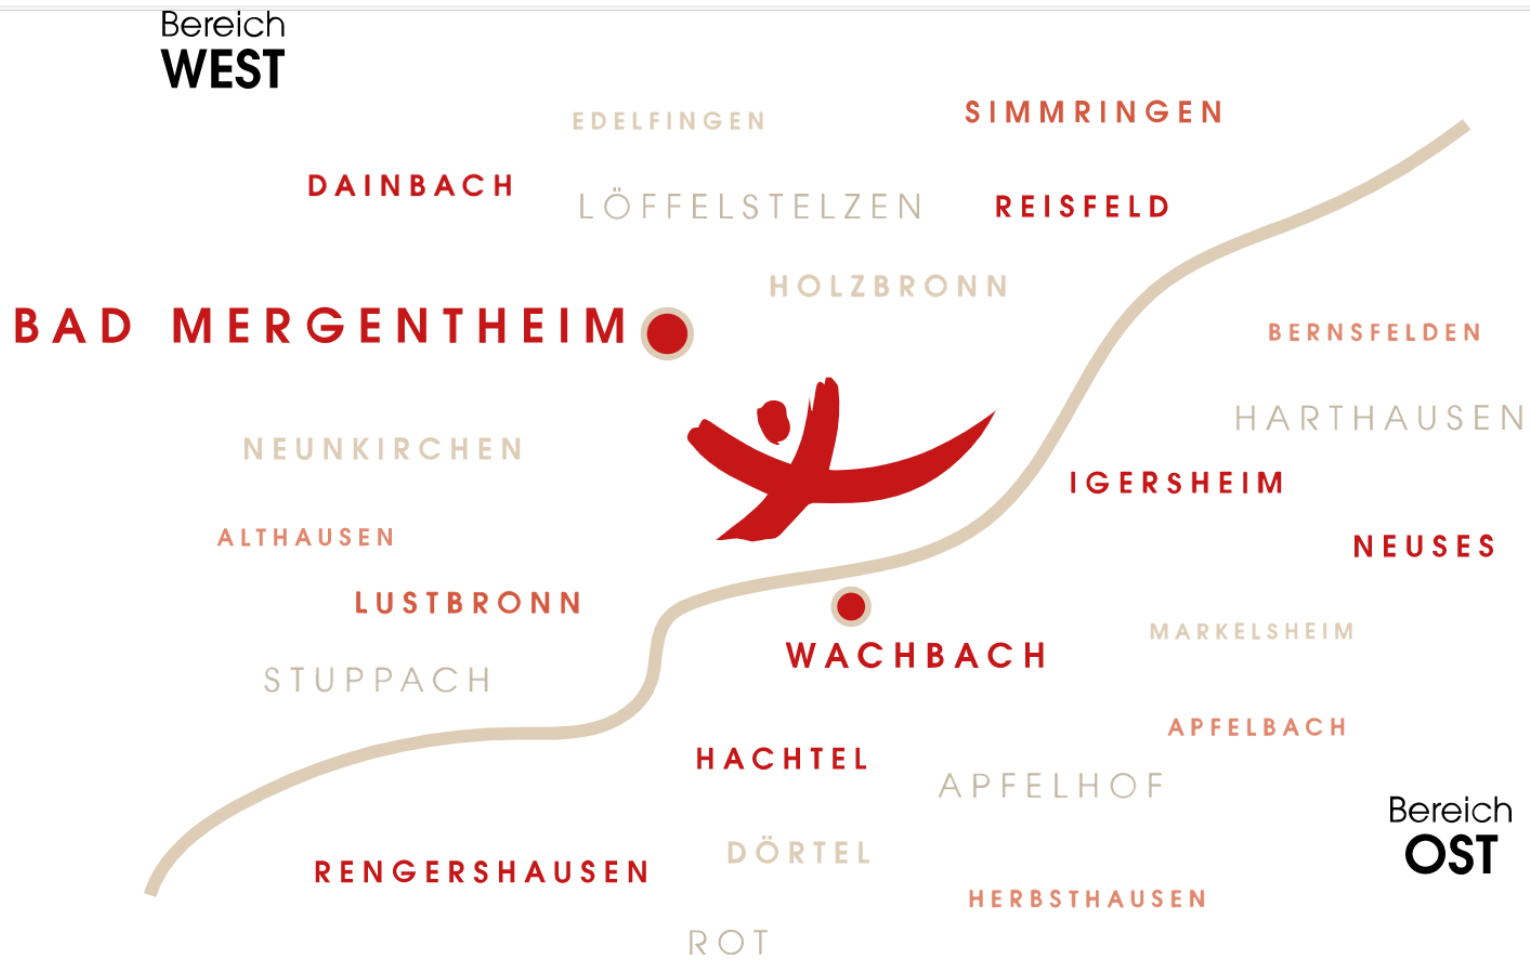 Bereich
WEST
EDELFINGEN
SIMMRINGEN
DAINBACH
LÖFFELSTELZEN
REISFELD
HOLZBRONN
BAD MERGENTHEIM
BERNSFELDEN
HARTHAUSEN
NEUNKIRCHEN
IGERSHEIM
ALTHAUSEN
NEUSES
LUSTBRONN
MARKELSHEIM
WACHBACH
STUPPACH
APFELBACH
HACHTEL
APFELHOF
Bereich
OST
DÖRTEL
RENGERSHAUSEN
HERBSTHAUSEN
ROT